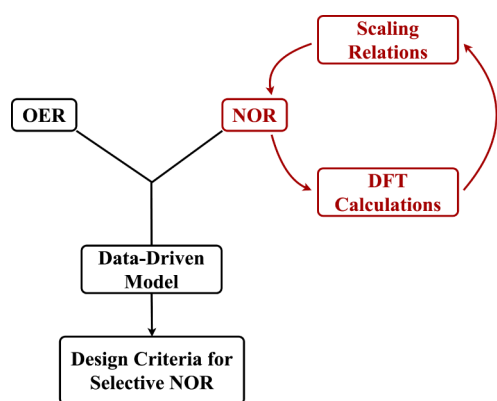 Scaling
Relations
OER
NOR
DFT
Calculations
Data-Driven
Model
Design Criteria for
Selective NOR